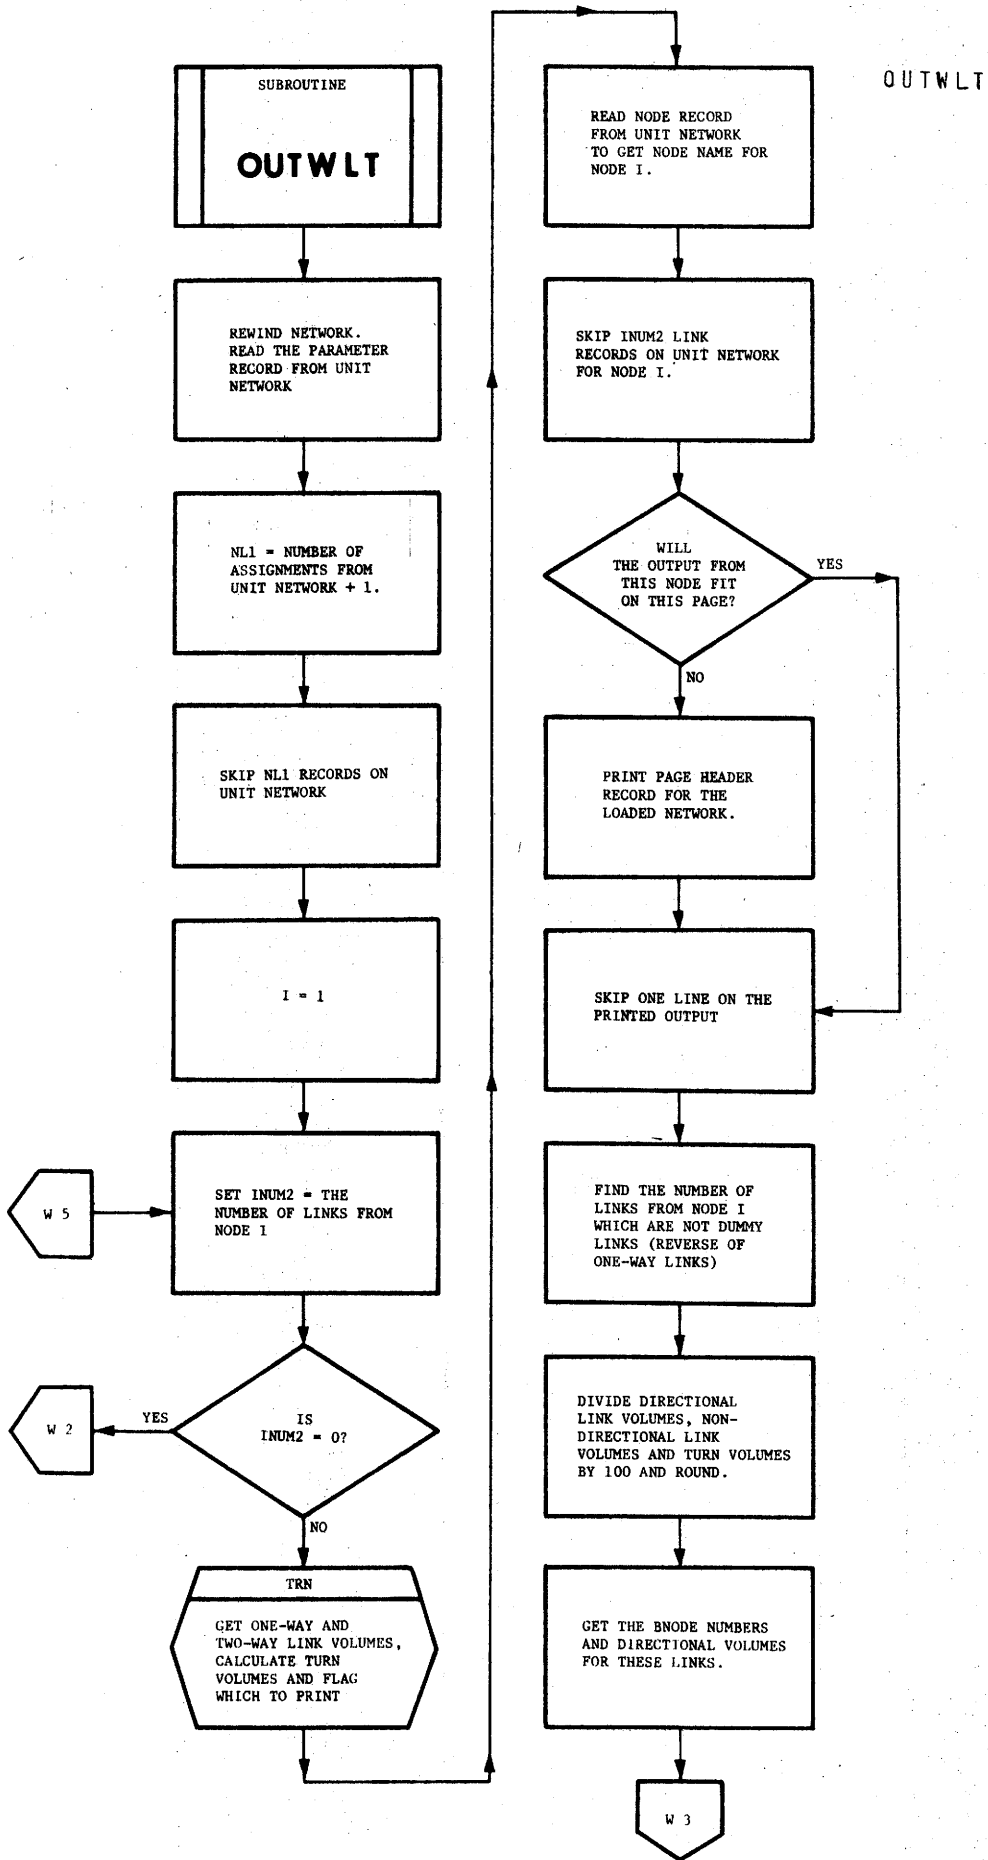 OUTWLT
SUBROUTINE
OUTWLT
REWIND NETWORK.
READ THE PARAMETER
RECORD FROM UNIT
NETWORK
NL1 = NUMBER OF
ASSIGNMENTS FROM
UNIT NETWORK + 1.
SKIP NL1 RECORDS ON
UNIT NETWORK
I = 1
W 5
SET INUM2 = THE
NUMBER OF LINKS FROM
NODE 1
IS
INUM2 = 0?
YES
W 2
NO
TRN
GET ONE-WAY AND
TWO-WAY LINK VOLUMES,
CALCULATE TURN
VOLUMES AND FLAG
WHICH TO PRINT
READ NODE RECORD
FROM UNIT NETWORK
TO GET NODE NAME FOR
NODE I.
SKIP INUM2 LINK
RECORDS ON UNIT NETWORK
FOR NODE I.
WILL
THE OUTPUT FROM
THIS NODE FIT
ON THIS PAGE?
YES
NO
PRINT PAGE HEADER
RECORD FOR THE
LOADED NETWORK.
SKIP ONE LINE ON THE
PRINTED OUTPUT
FIND THE NUMBER OF
LINKS FROM NODE I
WHICH ARE NOT DUMMY
LINKS (REVERSE OF
ONE-WAY LINKS)
DIVIDE DIRECTIONAL
LINK VOLUMES, NON-
DIRECTIONAL LINK
VOLUMES AND TURN VOLUMES
BY 100 AND ROUND.
GET THE BNODE NUMBERS
AND DIRECTIONAL VOLUMES
FOR THESE LINKS.
W 3